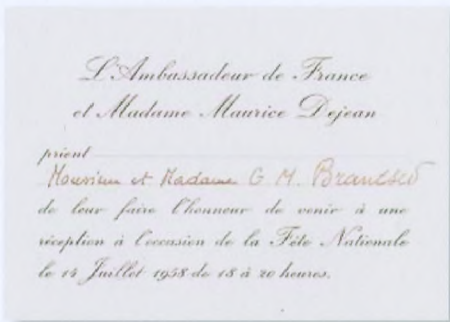 L'Ambassadeur de France
et Madame Maurice Dejean
prient
Monsieur et Madame G. M.
de leur faire l'honneur de venir à une
réception à l'occasion de la Fête Nationale
le 14 Juillet 1958 de 18 à 20 heures.